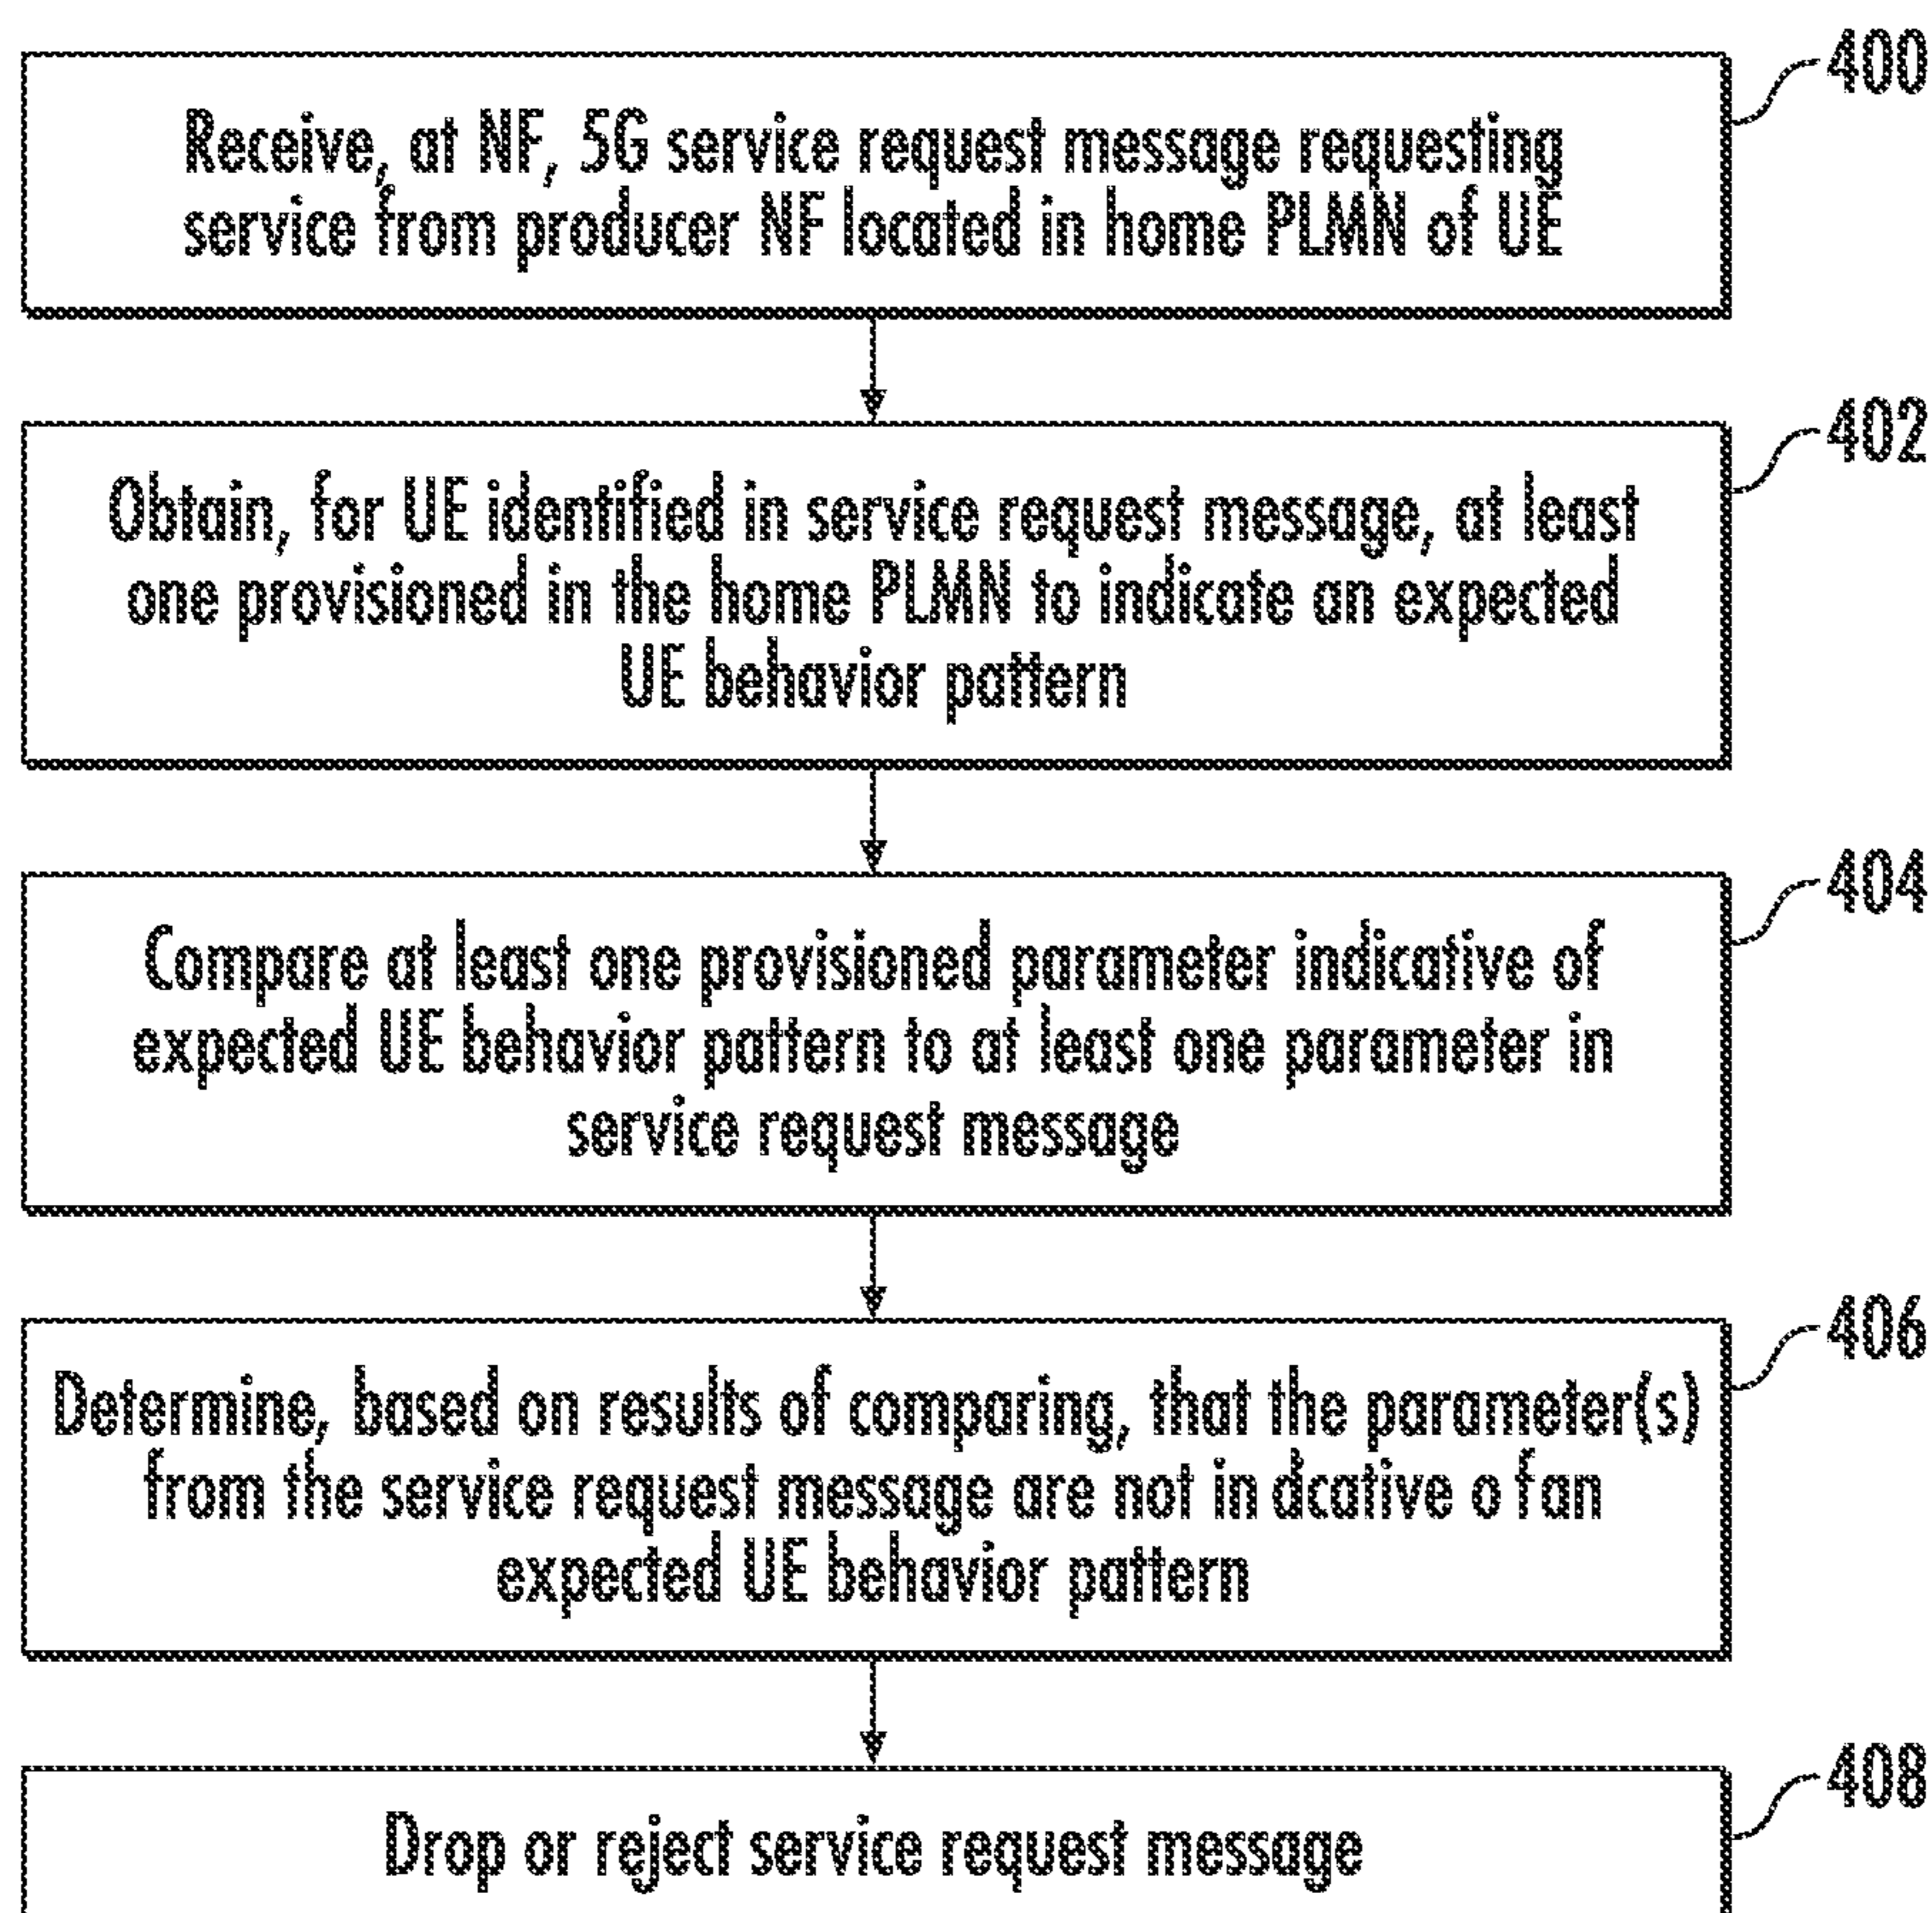 400
Receive, at NF, 5G service request message requesting
service from producer NF located in home PLMN of UE
402
Obtain, for UE identified in service request message, at least
one provisioned in the home PLMN to indicate an expected
UE behavior pattern
404
Compare at least one provisioned parameter indicative of
expected UE behavior pattern to at least one parameter in
service request message
406
Determine, based on results of comparing, that the parameter(s)
from the service request message are not in dcative o fan
expected UE behavior pattern
408
Drop or reject service request message